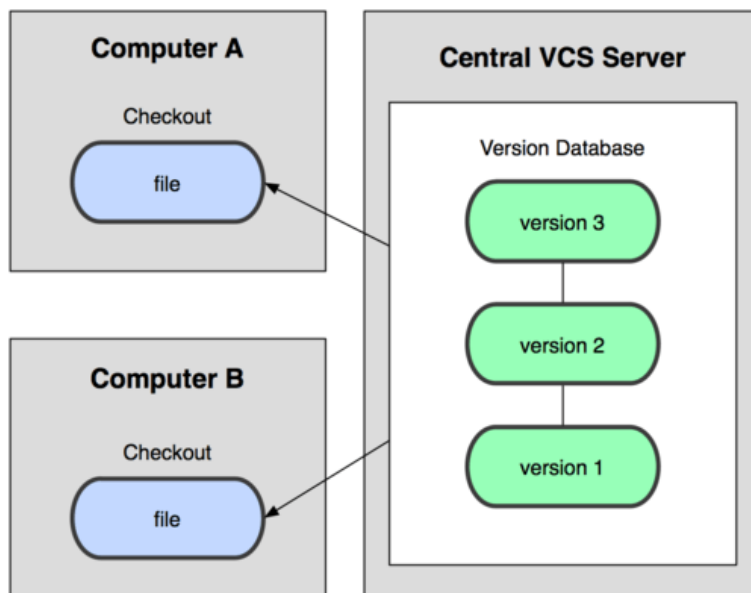 Computer A
Checkout
file
Computer B
Checkout
file
Central VCS Server
Version Database
version 3
version 2
version 1